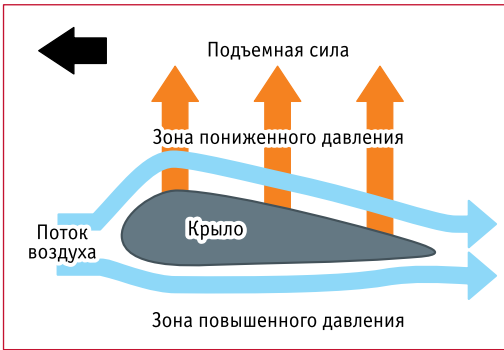 Подъемная сила
Зона пониженного давления
Поток
воздуха
Крыло
Зона повышенного давления